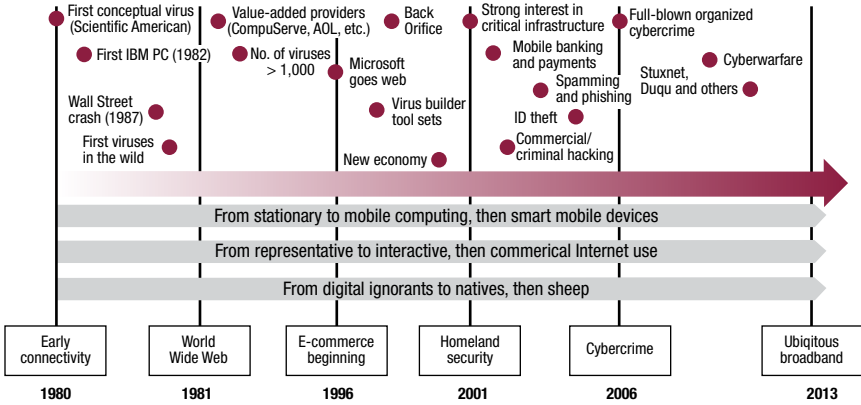 First conceptual virus
(Scientific American)
First IBM PC (1982)
Wall Street
crash (1987)
First viruses
in the wild
Value-added providers
(CompuServe, AOL, etc.)
No. of viruses
> 1,000
Back
Orifice
Microsoft
goes web
Virus builder
tool sets
New economy
Strong interest in
critical infrastructure
Mobile banking
and payments
Spamming
and phishing
ID theft
Commercial/
criminal hacking
Full-blown organized
cybercrime
Cyberwarfare
Stuxnet,
Duqu and others
From stationary to mobile computing, then smart mobile devices
From representative to interactive, then commerical Internet use
From digital ignorants to natives, then sheep
Early
connectivity
World
Wide Web
E-commerce
beginning
Homeland
security
Cybercrime
Ubiqitous
broadband
1980
1981
1996
2001
2006
2013